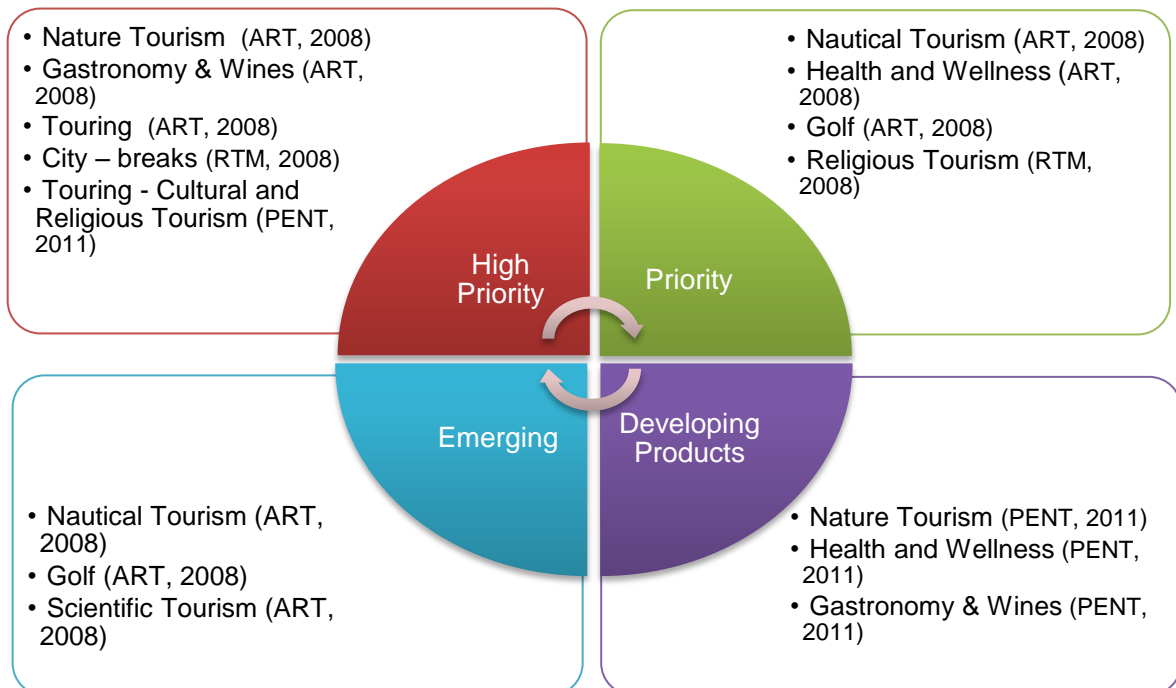 • Nature Tourism (ART, 2008)
• Gastronomy & Wines (ART,
2008)
• Touring (ART, 2008)
• City – breaks (RTM, 2008)
• Touring - Cultural and
Religious Tourism (PENT,
2011)
• Nautical Tourism (ART, 2008)
• Health and Wellness (ART,
2008)
• Golf (ART, 2008)
• Religious Tourism (RTM,
2008)
High
Priority
Priority
Emerging
Developing
Products
• Nautical Tourism (ART,
2008)
• Golf (ART, 2008)
• Scientific Tourism (ART,
2008)
• Nature Tourism (PENT, 2011)
• Health and Wellness (PENT,
2011)
• Gastronomy & Wines (PENT,
2011)